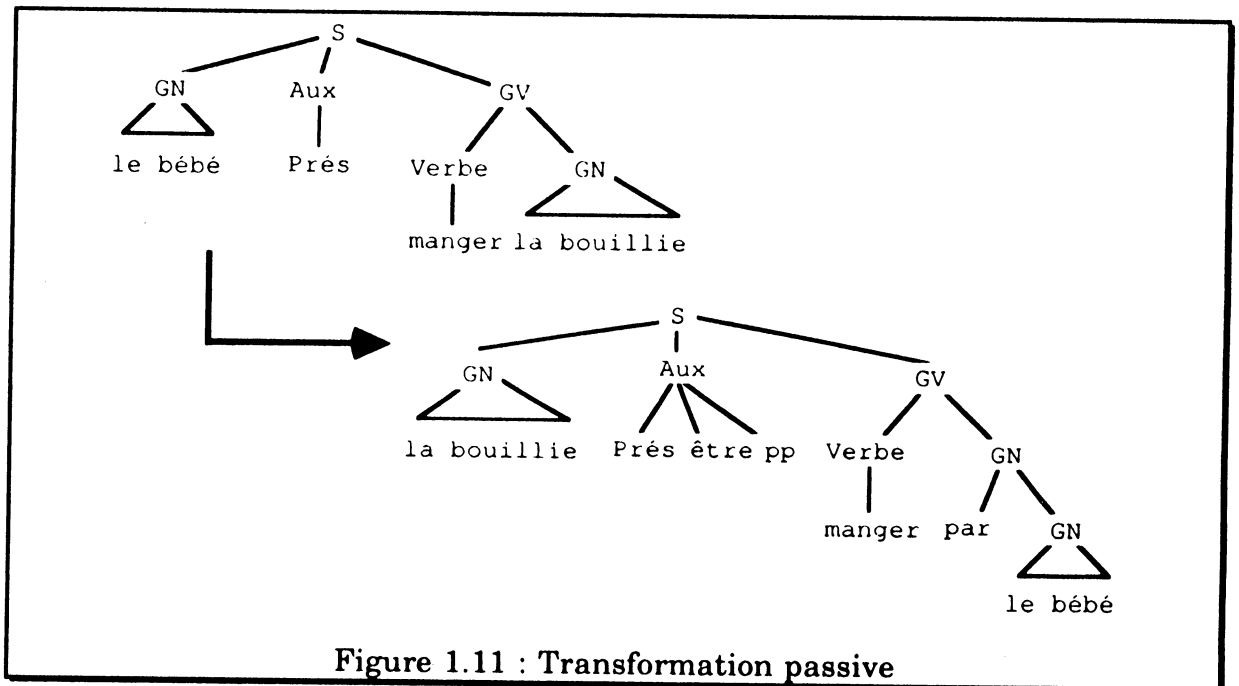 S
GN Aux GV
le bébé Prés Verbe GN
manger la bouillie
S
GN Aux GV
la bouillie Prés être pp Verbe GN
manger par GN
le bébé
Figure 1.11 : Transformation passive